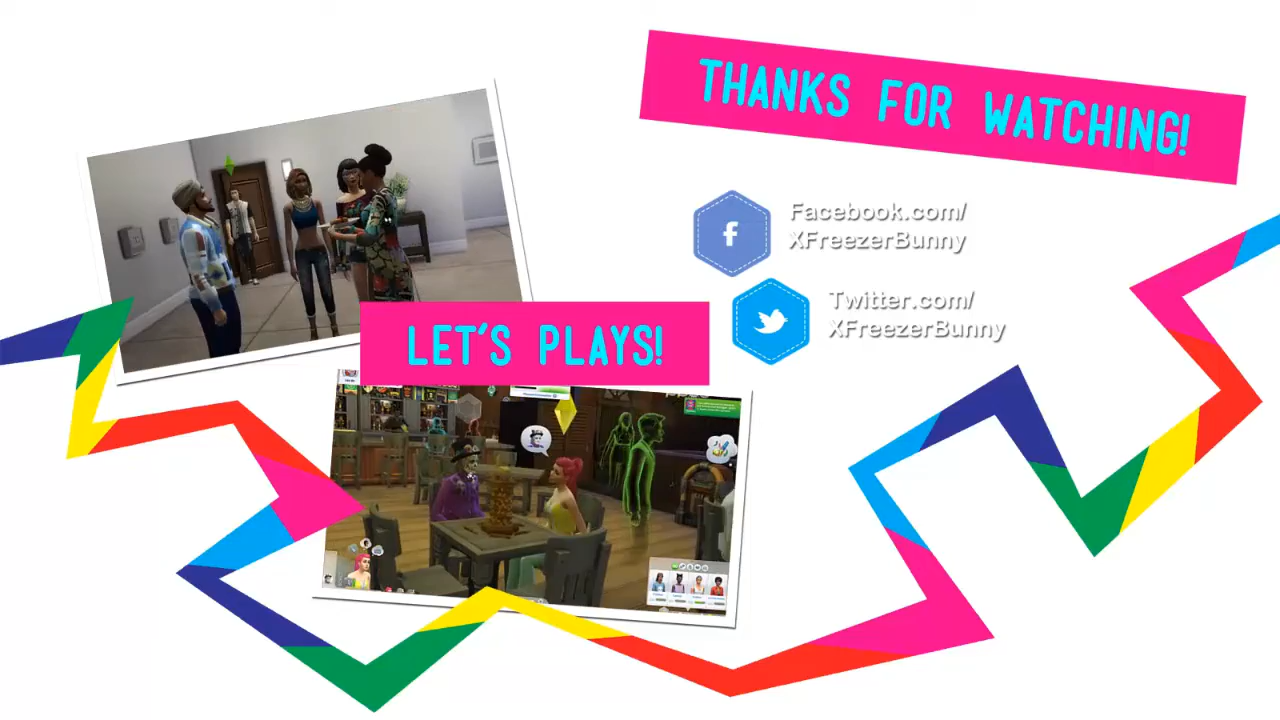 THANKS FOR WATCHING!
Facebook.com/
XFreezerBunny
Twitter.com/
XFreezerBunny
LET'S PLAYS!